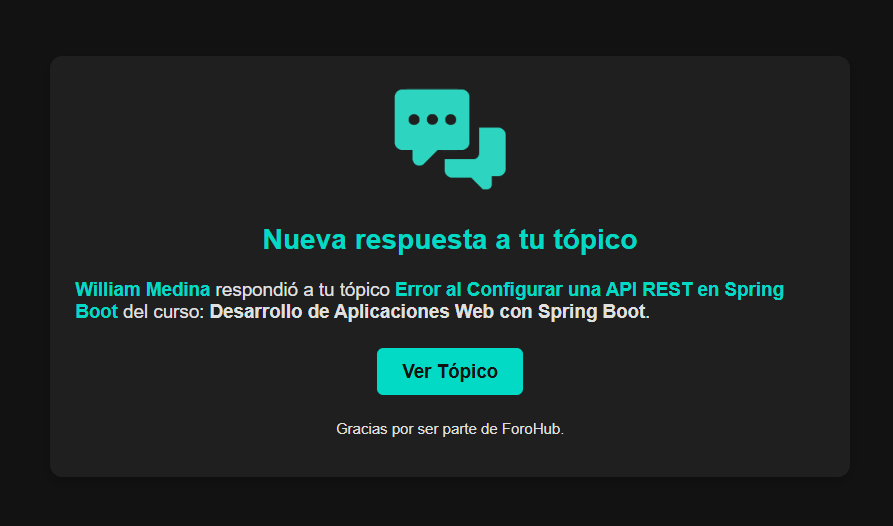 Nueva respuesta a tu tópico
William Medina respondió a tu tópico Error al Configurar una API REST en Spring
Boot del curso: Desarrollo de Aplicaciones Web con Spring Boot.
Ver Tópico
Gracias por ser parte de ForoHub.